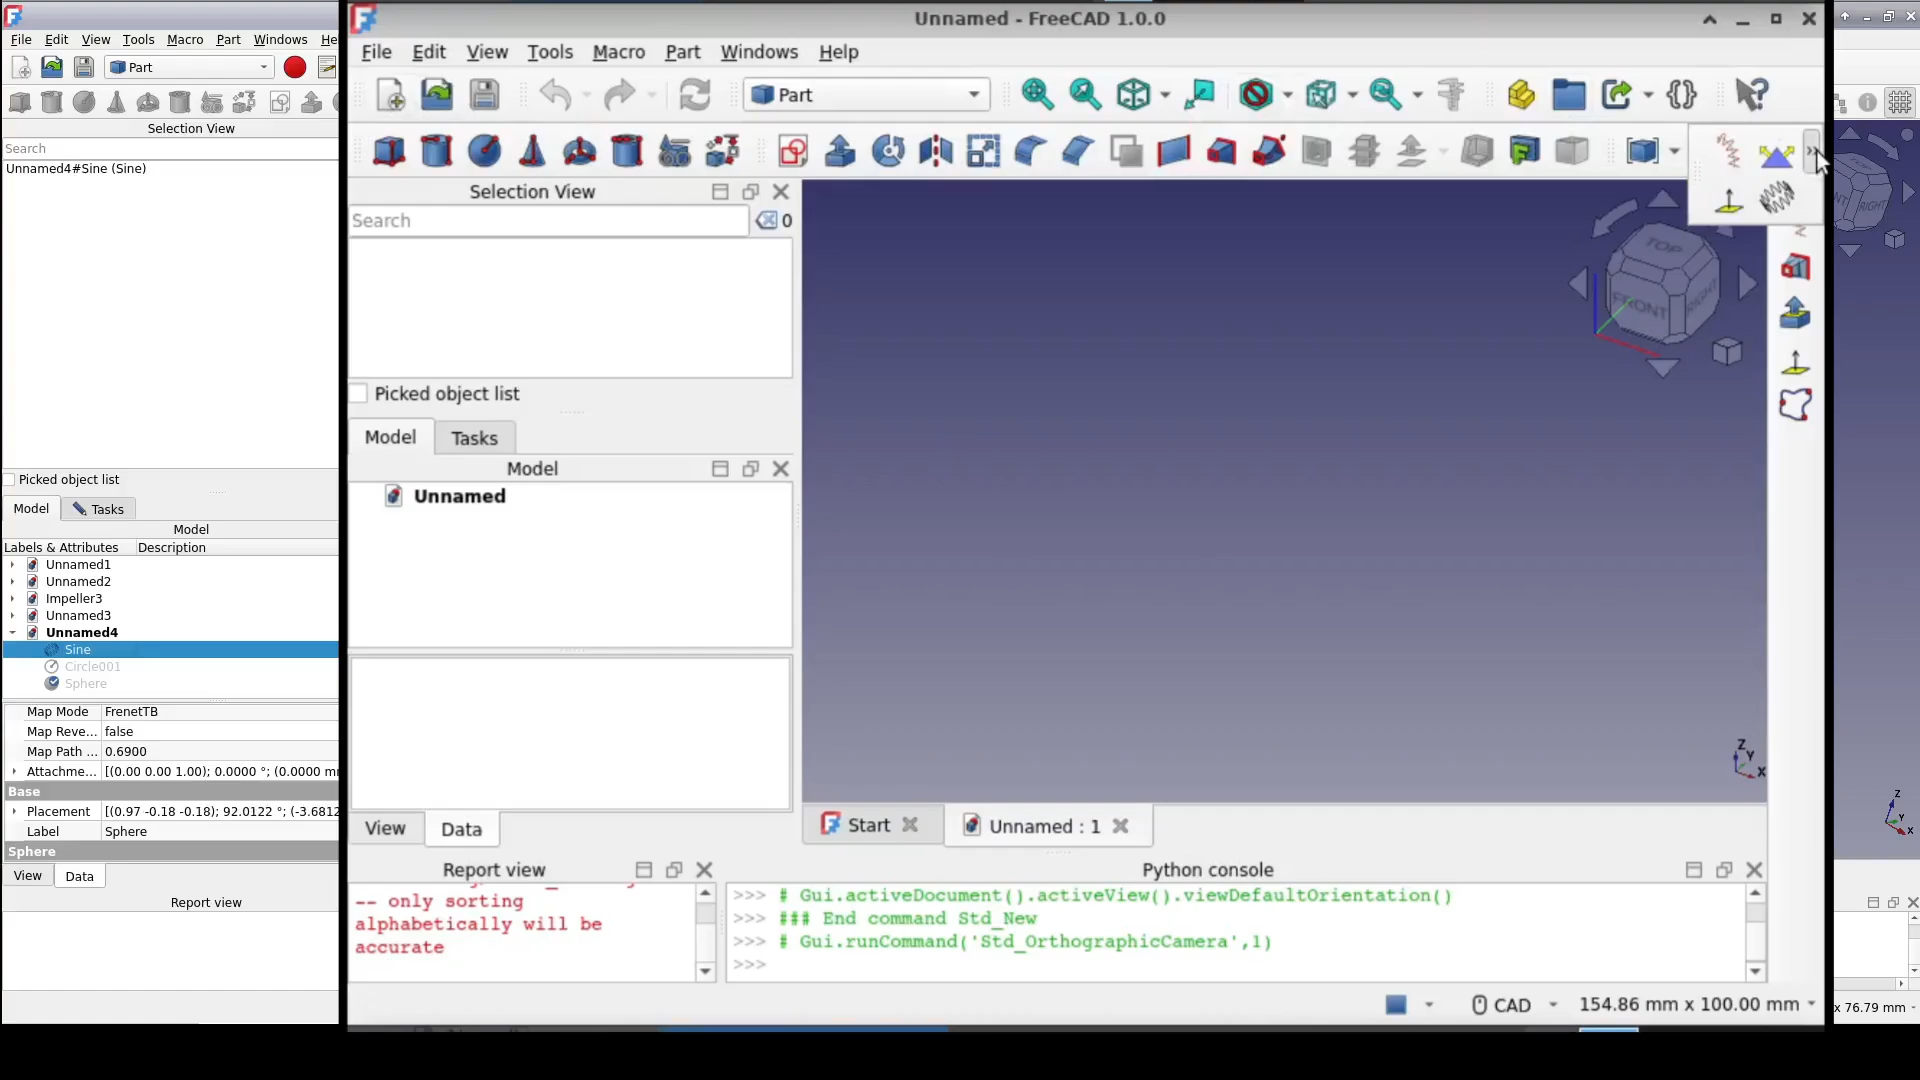 File Edit View Tools Macro Part Windows He
Part
Selection View
Search
Unnamed4#Sine (Sine)
Picked object list
Model Tasks
Model
Labels & Attributes Description
Unnamed1
Unnamed2
Impeller3
Unnamed3
Unnamed4
Sine
Circle001
Sphere
Map Mode FrenetTB
Map Reve... false
Map Path ... 0.6900
Attachme... [(0.00 0.00 1.00); 0.0000 °; (0.0000 m
Base
Placement [(0.97 -0.18 -0.18); 92.0122 °; (-3.6812
Label Sphere
Sphere
View Data
Report view
Unnamed - FreeCAD 1.0.0
File Edit View Tools Macro Part Windows Help
Part
Selection View
Search 0
Picked object list
Model Tasks
Model
Unnamed
View Data
TOP
FRONT RIGHT
Z
Y
X
Start Unnamed : 1
Report view
-- only sorting
alphabetically will be
accurate
Python console
>>> # Gui.activeDocument().activeView().viewDefaultOrientation()
>>> ### End command Std_New
>>> # Gui.runCommand('Std_OrthographicCamera',1)
>>>
CAD 154.86 mm x 100.00 mm
RIGHT
Z
Y
X
x 76.79 mm